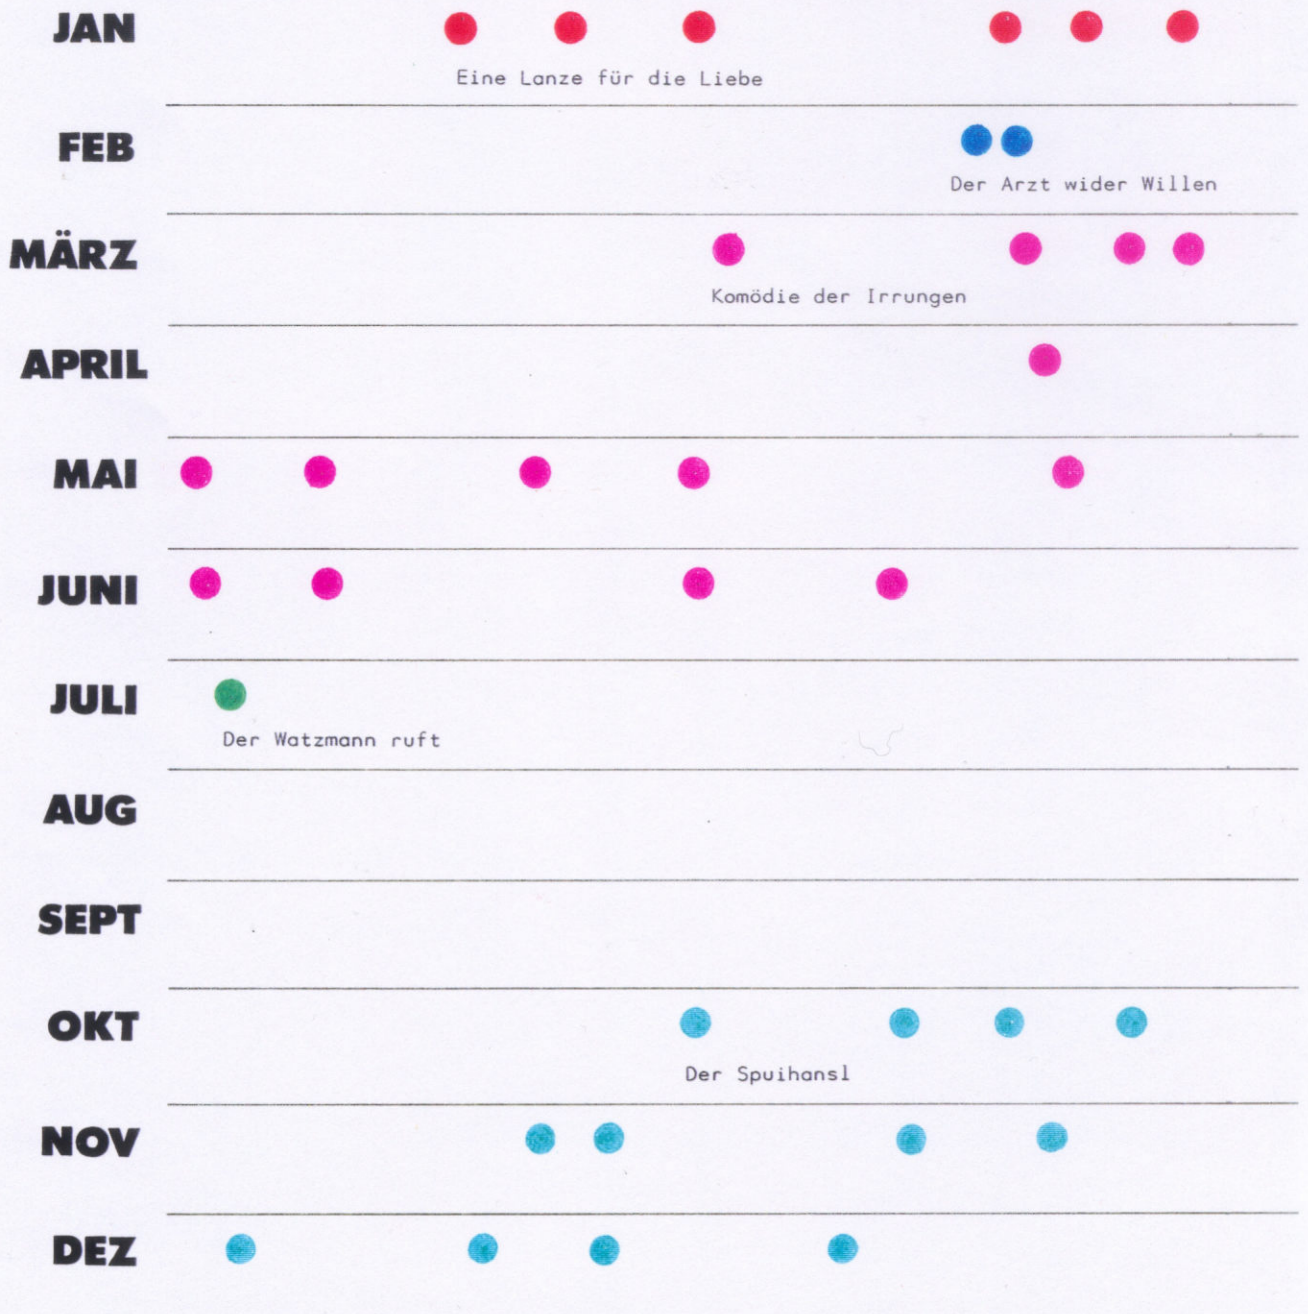 JAN
Eine Lanze für die Liebe
FEB
Der Arzt wider Willen
MÄRZ
Komödie der Irrungen
APRIL
MAI
JUNI
JULI
Der Watzmann ruft
AUG
SEPT
OKT
Der Spuihansl
NOV
DEZ